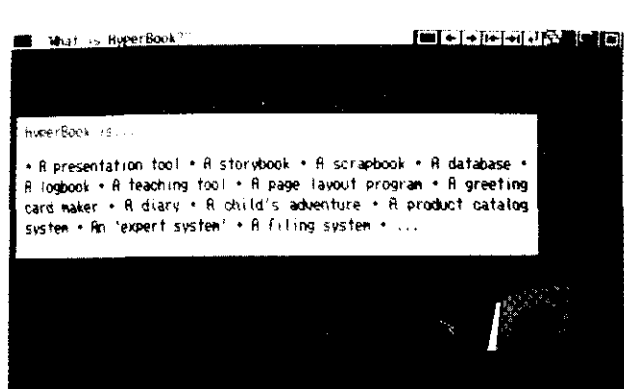 What is HyperBook?
HyperBook is...
• A presentation tool • A storybook • A scrapbook • A database •
A logbook • A teaching tool • A page layout program • A greeting
card maker • A diary • A child's adventure • A product catalog
system • An 'expert system' • A filing system • ...